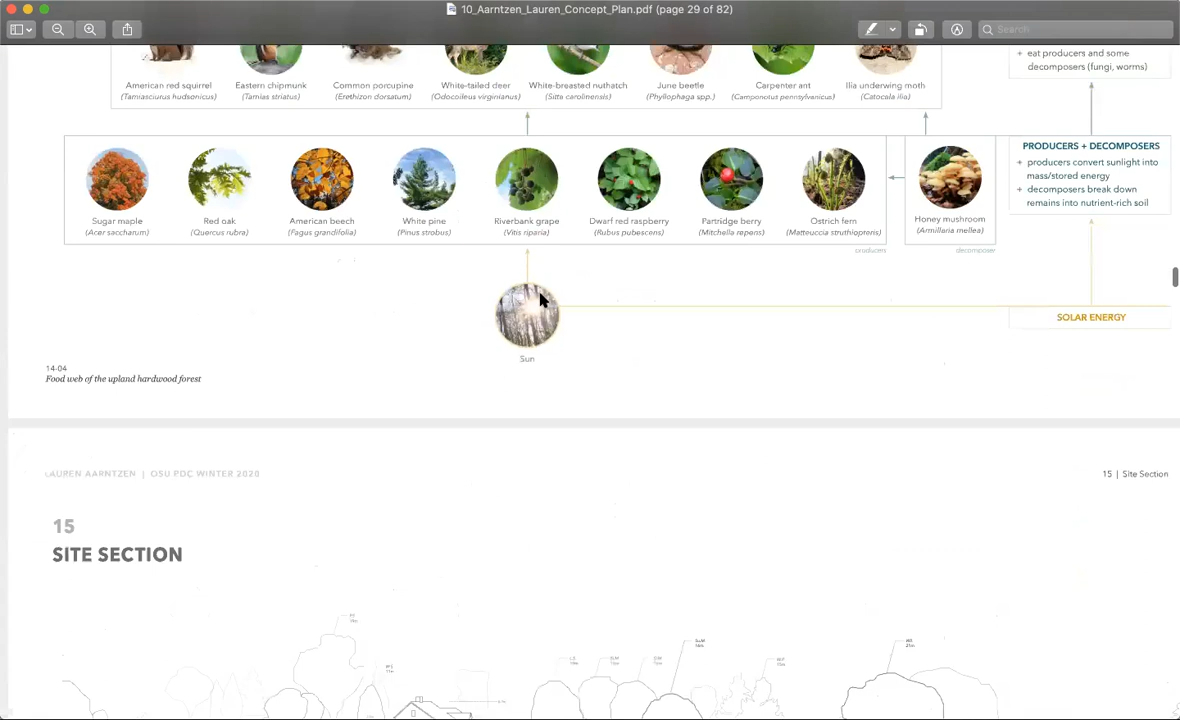 10_Aarntzen_Lauren_Concept_Plan.pdf (page 29 of 82)
Search
+ eat producers and some
decomposers (fungi, worms)
American red squirrel
(Tamiasciurus hudsonicus)
Eastern chipmunk
(Tamias striatus)
Common porcupine
(Erethizon dorsatum)
White-tailed deer
(Odocoileus virginianus)
White-breasted nuthatch
(Sitta carolinensis)
June beetle
(Phyllophaga spp.)
Carpenter ant
(Camponotus pennsylvanicus)
Ilia underwing moth
(Catocala ilia)
PRODUCERS + DECOMPOSERS
+ producers convert sunlight into
mass/stored energy
+ decomposers break down
remains into nutrient-rich soil
Sugar maple
(Acer saccharum)
Red oak
(Quercus rubra)
American beech
(Fagus grandifolia)
White pine
(Pinus strobus)
Riverbank grape
(Vitis riparia)
Dwarf red raspberry
(Rubus pubescens)
Partridge berry
(Mitchella repens)
Ostrich fern
(Matteuccia struthiopteris)
Honey mushroom
(Armillaria mellea)
producers
decomposer
SOLAR ENERGY
Sun
14-04
Food web of the upland hardwood forest
LAUREN AARNTZEN | OSU PDC WINTER 2020
15 | Site Section
15
SITE SECTION